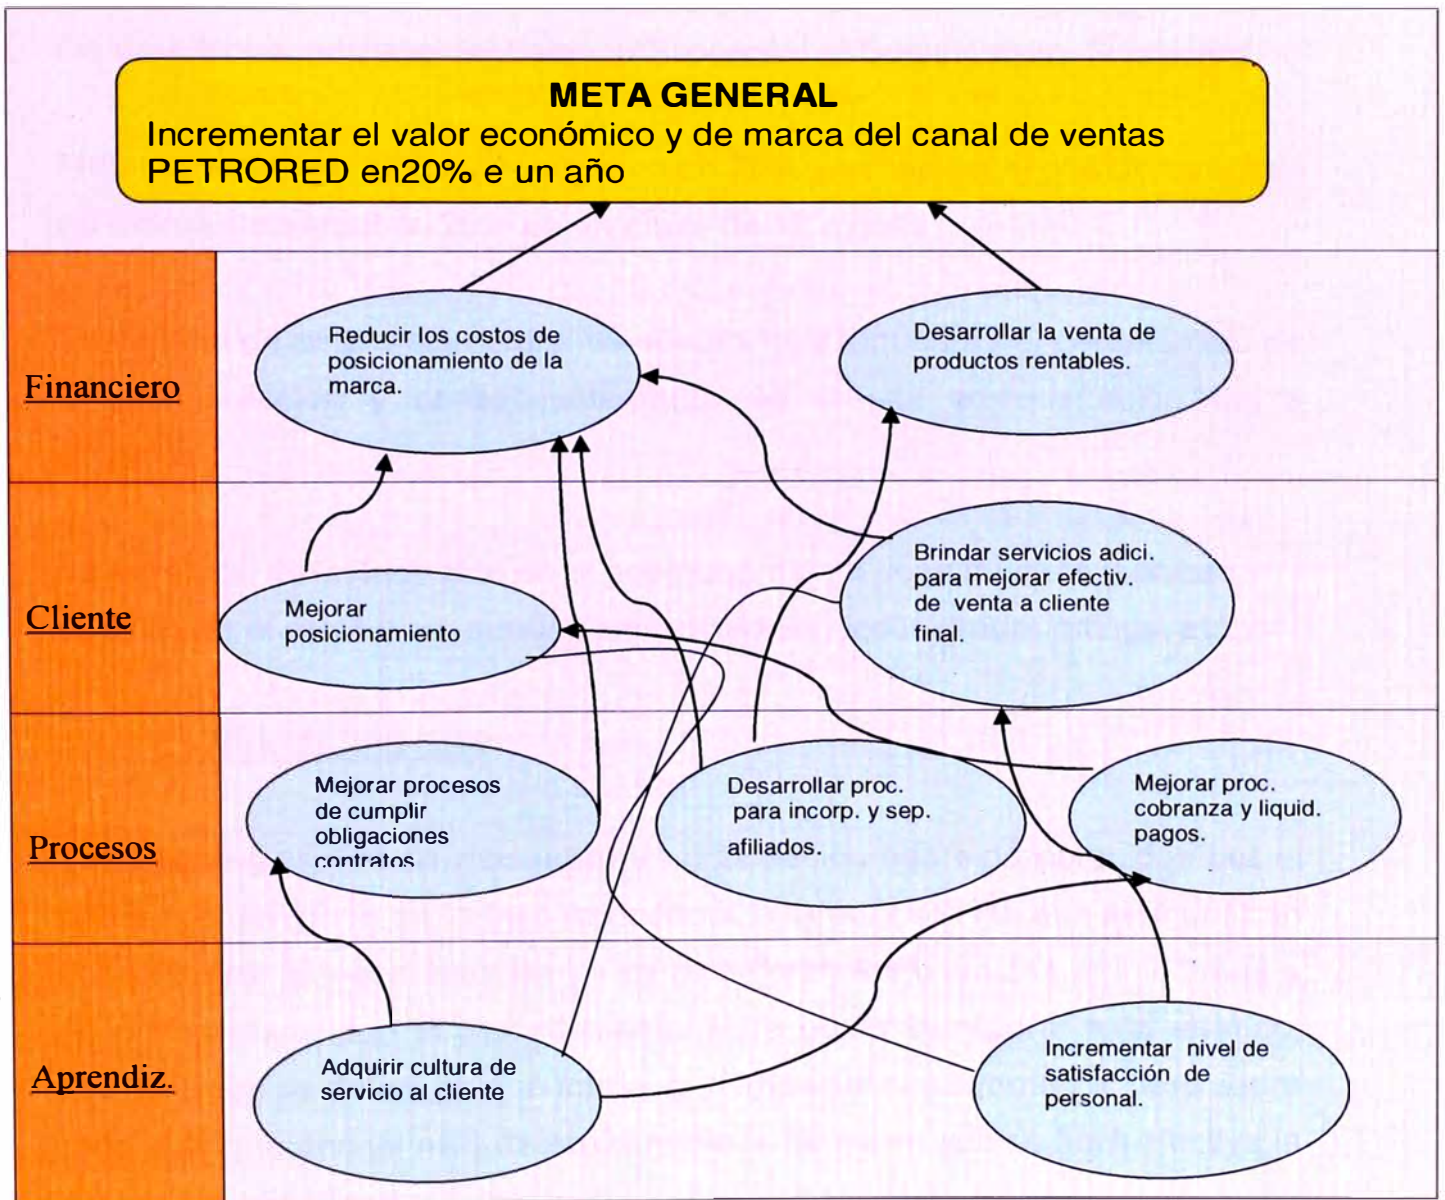 META GENERAL
Incrementar el valor económico y de marca del canal de ventas
PETRORED en20% e un año
Financiero
Reducir los costos de
posicionamiento de la
marca.
Desarrollar la venta de
productos rentables.
Cliente
Mejorar
posicionamiento
Brindar servicios adici.
para mejorar efectiv.
de venta a cliente
final.
Procesos
Mejorar procesos
de cumplir
obligaciones
contratos
Desarrollar proc.
para incorp. y sep.
afiliados.
Mejorar proc.
cobranza y liquid.
pagos.
Aprendiz.
Adquirir cultura de
servicio al cliente
Incrementar nivel de
satisfacción de
personal.